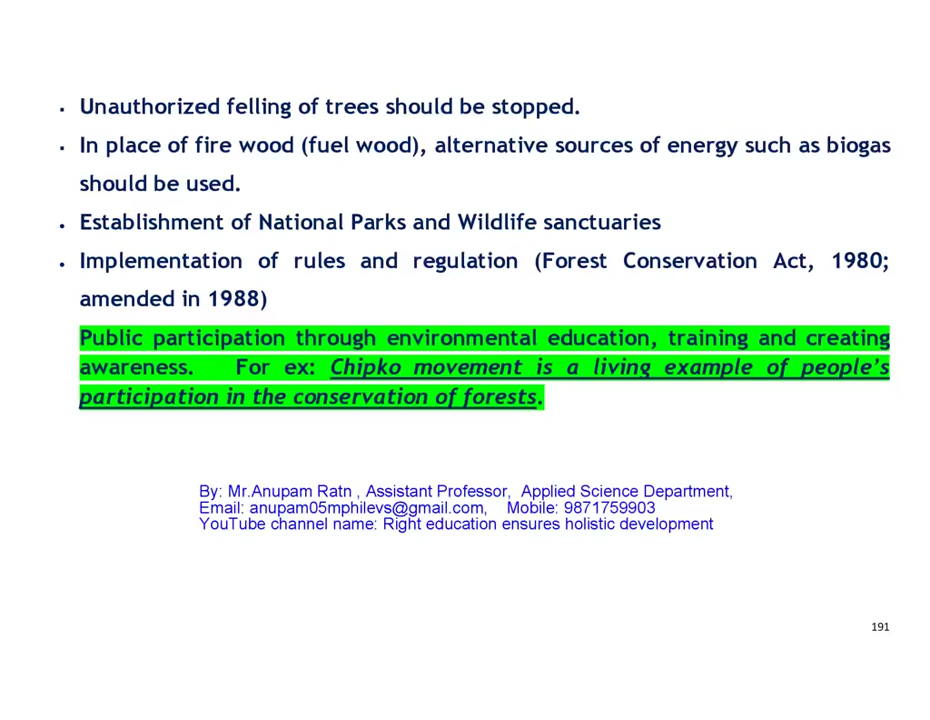 ▪ Unauthorized felling of trees should be stopped.
▪ In place of fire wood (fuel wood), alternative sources of energy such as biogas
should be used.
• Establishment of National Parks and Wildlife sanctuaries
• Implementation of rules and regulation (Forest Conservation Act, 1980;
amended in 1988)
Public participation through environmental education, training and creating
awareness. For ex: Chipko movement is a living example of people’s
participation in the conservation of forests.
By: Mr.Anupam Ratn , Assistant Professor, Applied Science Department,
Email: anupam05mphilevs@gmail.com, Mobile: 9871759903
YouTube channel name: Right education ensures holistic development
191